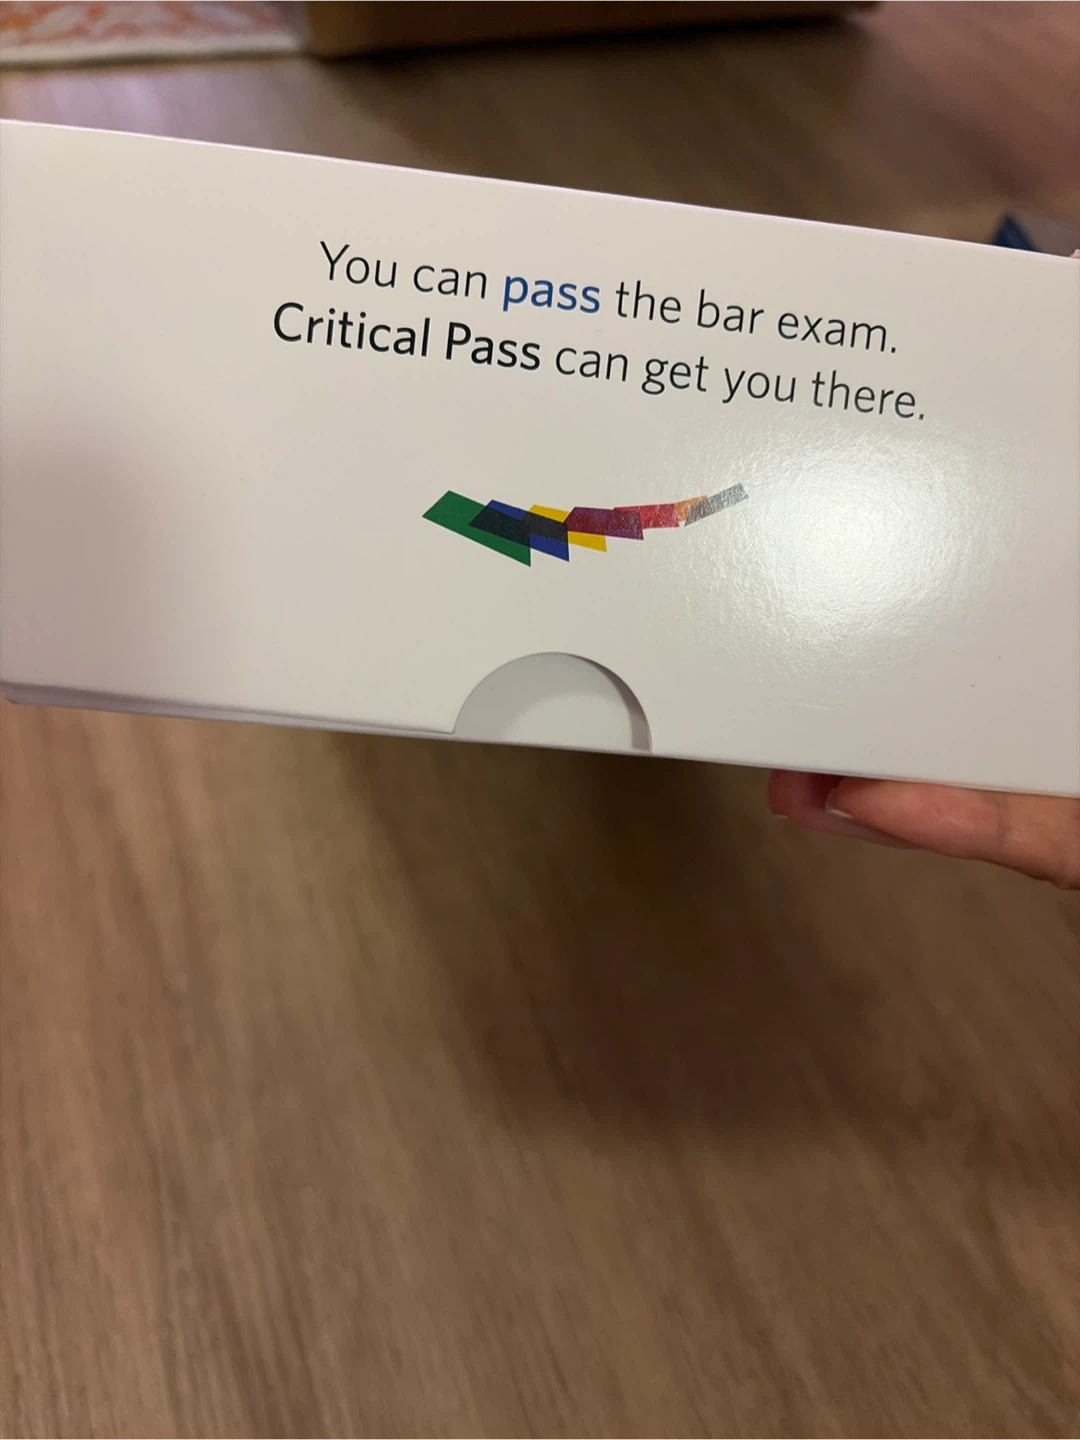 You can pass the bar exam.
Critical Pass can get you there.